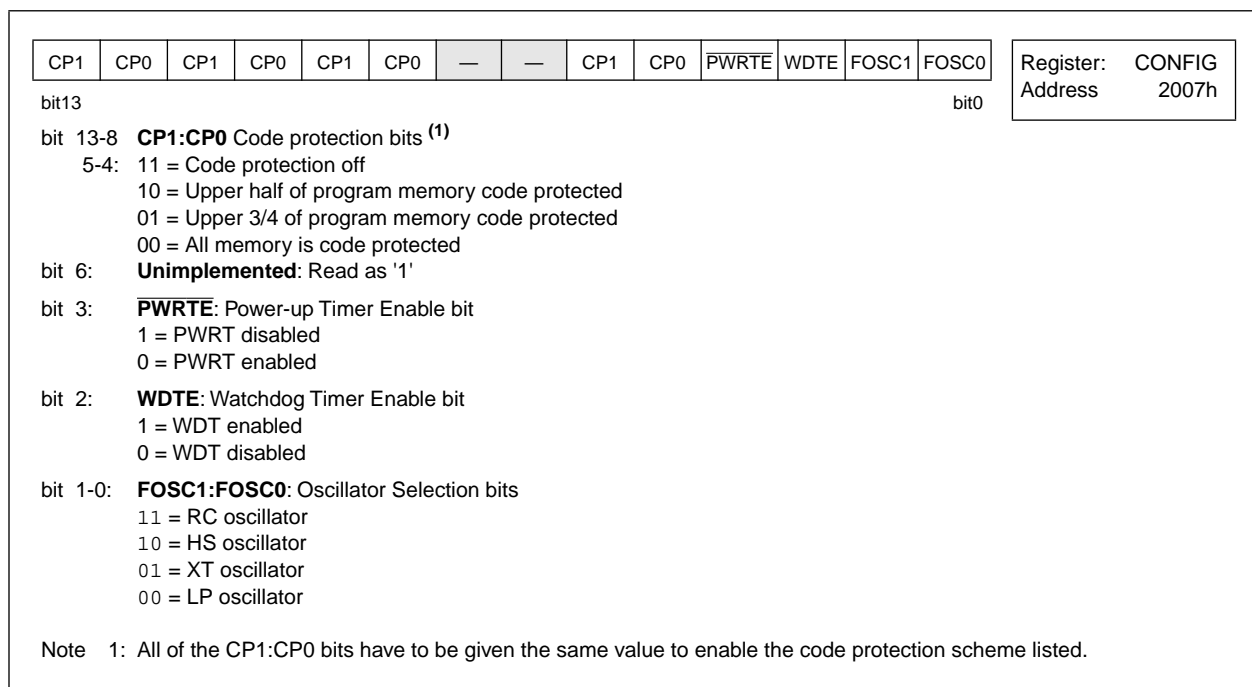 CP1 CP0 CP1 CP0 CP1 CP0 — — CP1 CP0 PWRTE WDTE FOSC1 FOSC0
bit13 bit0
Register: CONFIG
Address 2007h
bit 13-8 CP1:CP0 Code protection bits (1)
5-4: 11 = Code protection off
10 = Upper half of program memory code protected
01 = Upper 3/4 of program memory code protected
00 = All memory is code protected
bit 6: Unimplemented: Read as '1'
bit 3: PWRTE: Power-up Timer Enable bit
1 = PWRT disabled
0 = PWRT enabled
bit 2: WDTE: Watchdog Timer Enable bit
1 = WDT enabled
0 = WDT disabled
bit 1-0: FOSC1:FOSC0: Oscillator Selection bits
11 = RC oscillator
10 = HS oscillator
01 = XT oscillator
00 = LP oscillator
Note 1: All of the CP1:CP0 bits have to be given the same value to enable the code protection scheme listed.